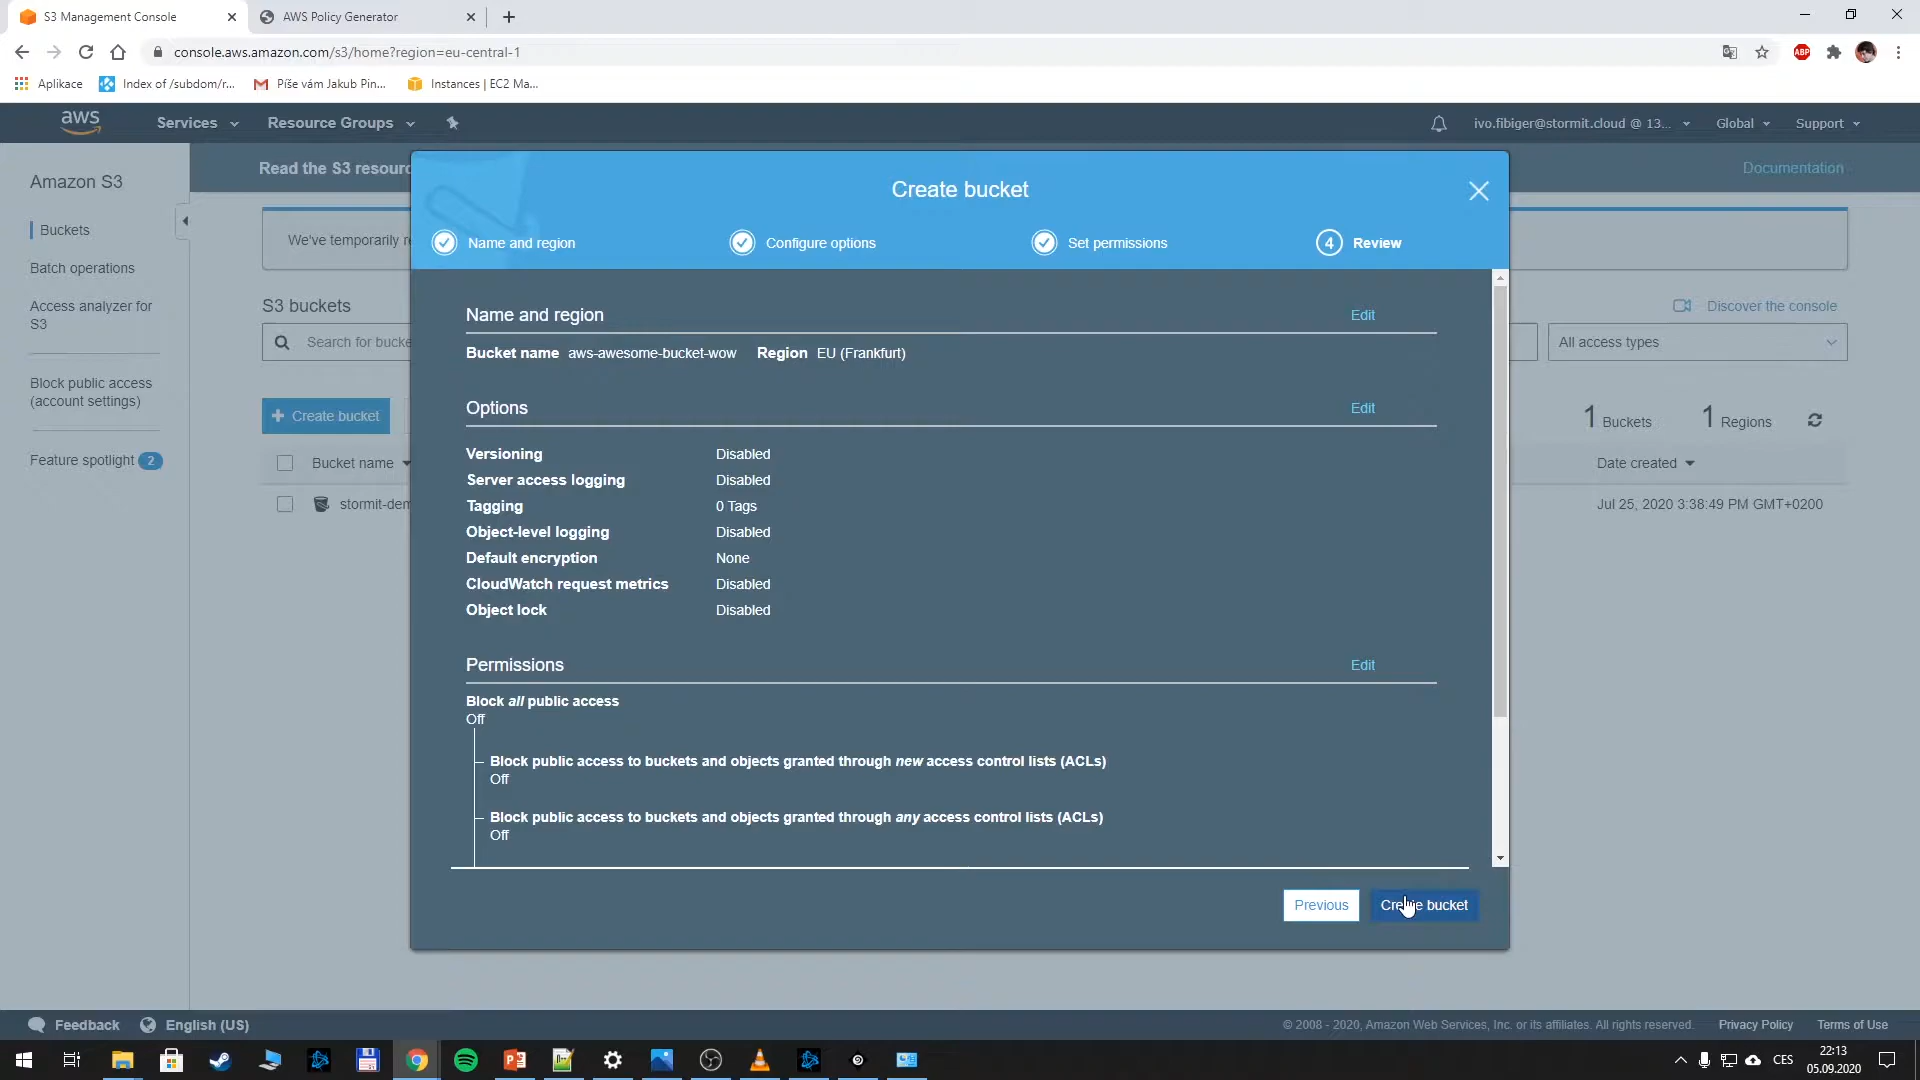 S3 Management Console
AWS Policy Generator
console.aws.amazon.com/s3/home?region=eu-central-1
ABP
Aplikace
Index of /subdom/r...
Píše vám Jakub Pin...
Instances | EC2 Ma...
aws
Services
Resource Groups
ivo.fibiger@stormit.cloud @ 13...
Global
Support
Amazon S3
Buckets
Batch operations
Access analyzer for
S3
Block public access
(account settings)
Feature spotlight 2
Read the S3 resourc
Documentation
We've temporarily re
S3 buckets
Discover the console
Search for bucke
All access types
Create bucket
1 Buckets
1 Regions
Bucket name
Date created
stormit-dem
Jul 25, 2020 3:38:49 PM GMT+0200
Create bucket
Name and region
Configure options
Set permissions
4 Review
Name and region
Edit
Bucket name aws-awesome-bucket-wow Region EU (Frankfurt)
Options
Edit
Versioning Disabled
Server access logging Disabled
Tagging 0 Tags
Object-level logging Disabled
Default encryption None
CloudWatch request metrics Disabled
Object lock Disabled
Permissions
Edit
Block all public access
Off
Block public access to buckets and objects granted through new access control lists (ACLs)
Off
Block public access to buckets and objects granted through any access control lists (ACLs)
Off
Previous
Create bucket
Feedback
English (US)
© 2008 - 2020, Amazon Web Services, Inc. or its affiliates. All rights reserved.
Privacy Policy
Terms of Use
CES
22:13
05.09.2020